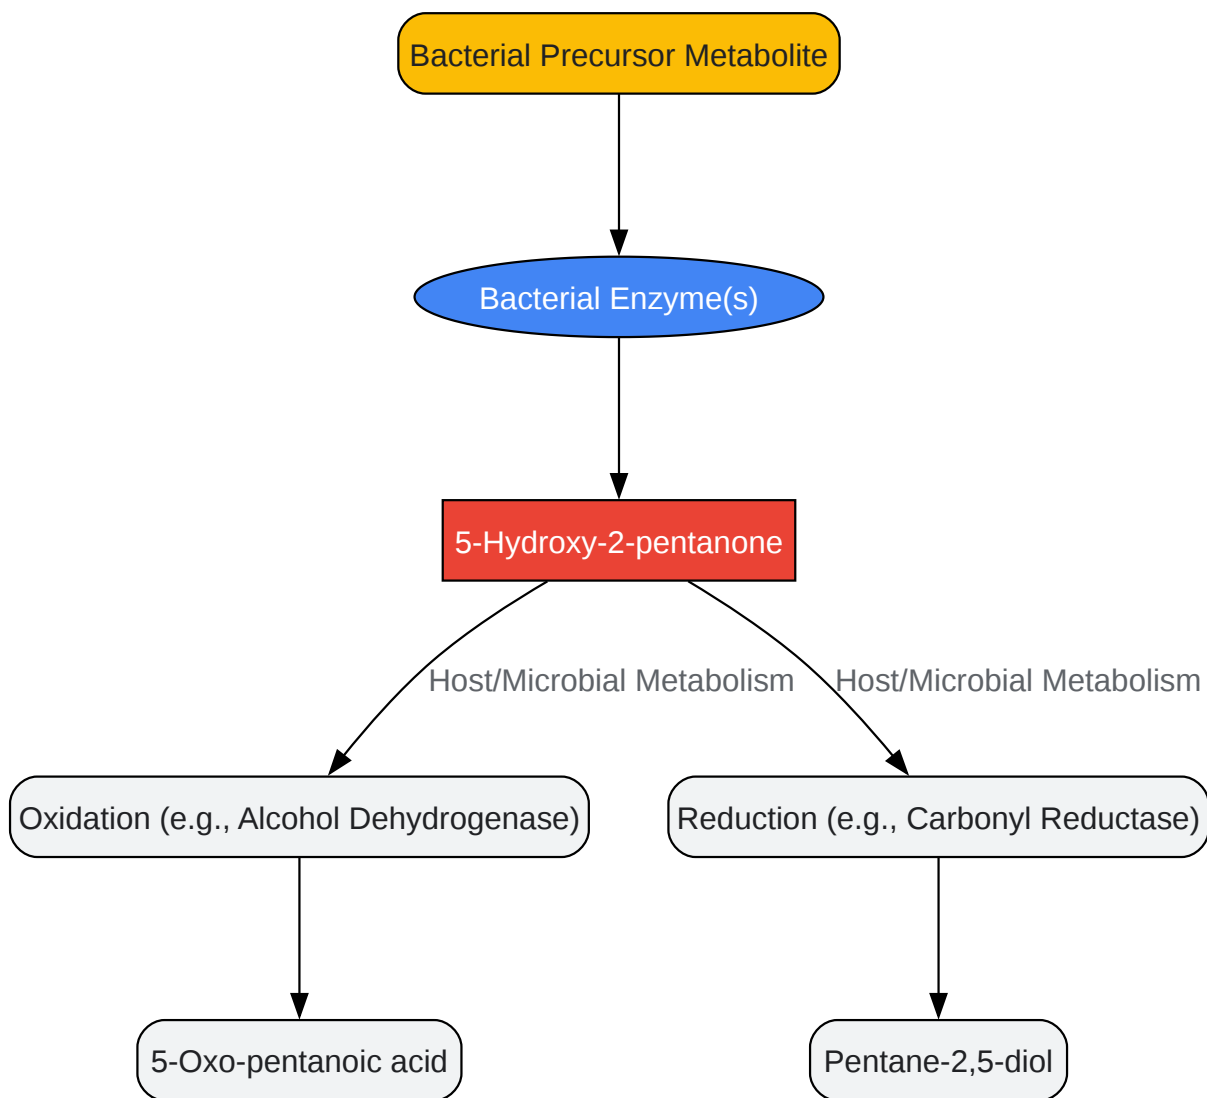 Bacterial Precursor Metabolite
Bacterial Enzyme(s)
5-Hydroxy-2-pentanone
Host/Microbial Metabolism
Host/Microbial Metabolism
Oxidation (e.g., Alcohol Dehydrogenase)
Reduction (e.g., Carbonyl Reductase)
5-Oxo-pentanoic acid
Pentane-2,5-diol